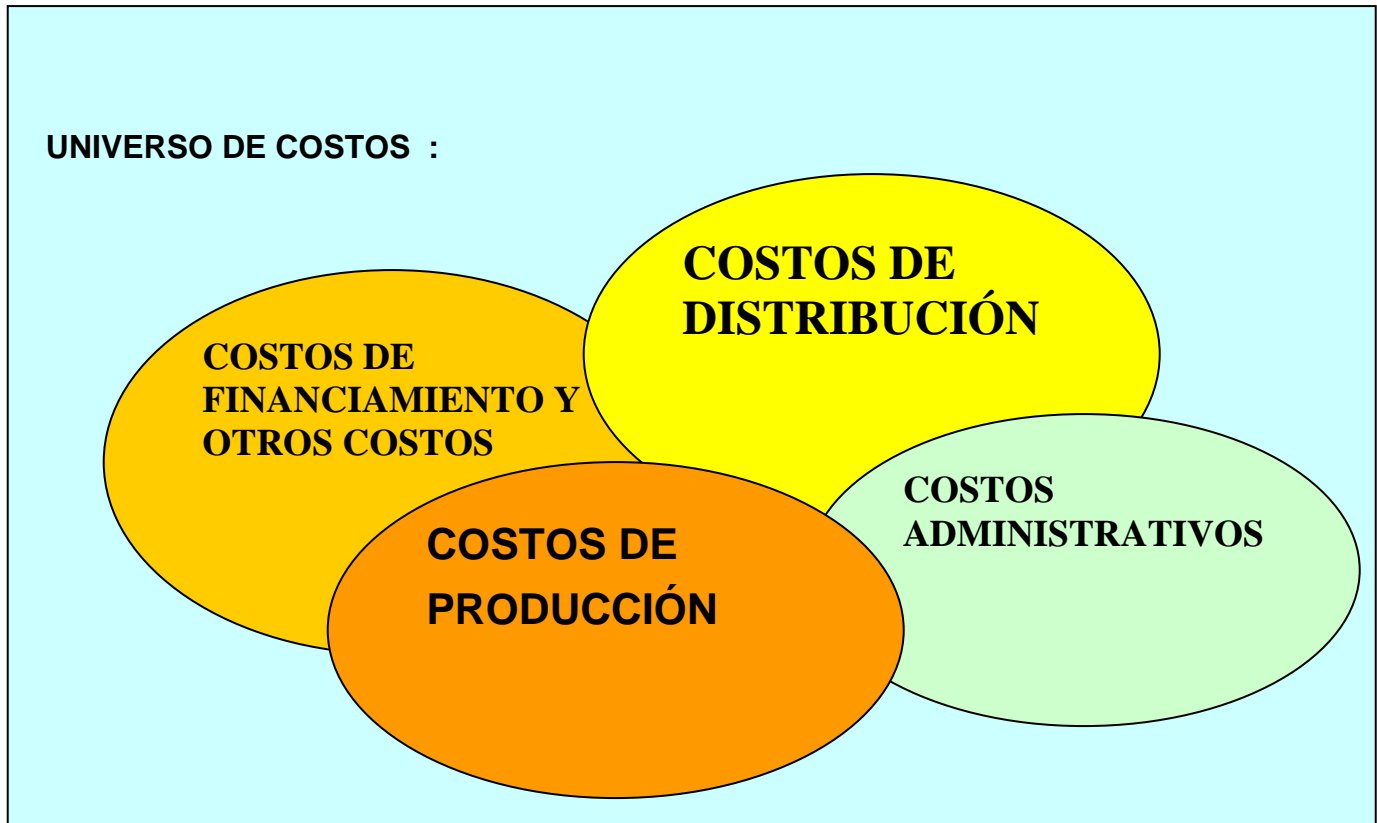 UNIVERSO DE COSTOS :
COSTOS DE
DISTRIBUCIÓN
COSTOS DE
FINANCIAMIENTO Y
OTROS COSTOS
COSTOS
ADMINISTRATIVOS
COSTOS DE
PRODUCCIÓN